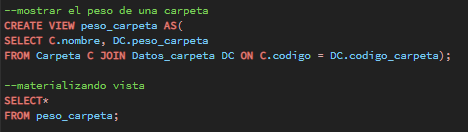 --mostrar el peso de una carpeta
CREATE VIEW peso_carpeta AS(
SELECT C.nombre, DC.peso_carpeta
FROM Carpeta C JOIN Datos_carpeta DC ON C.codigo = DC.codigo_carpeta);
--materializando vista
SELECT*
FROM peso_carpeta;